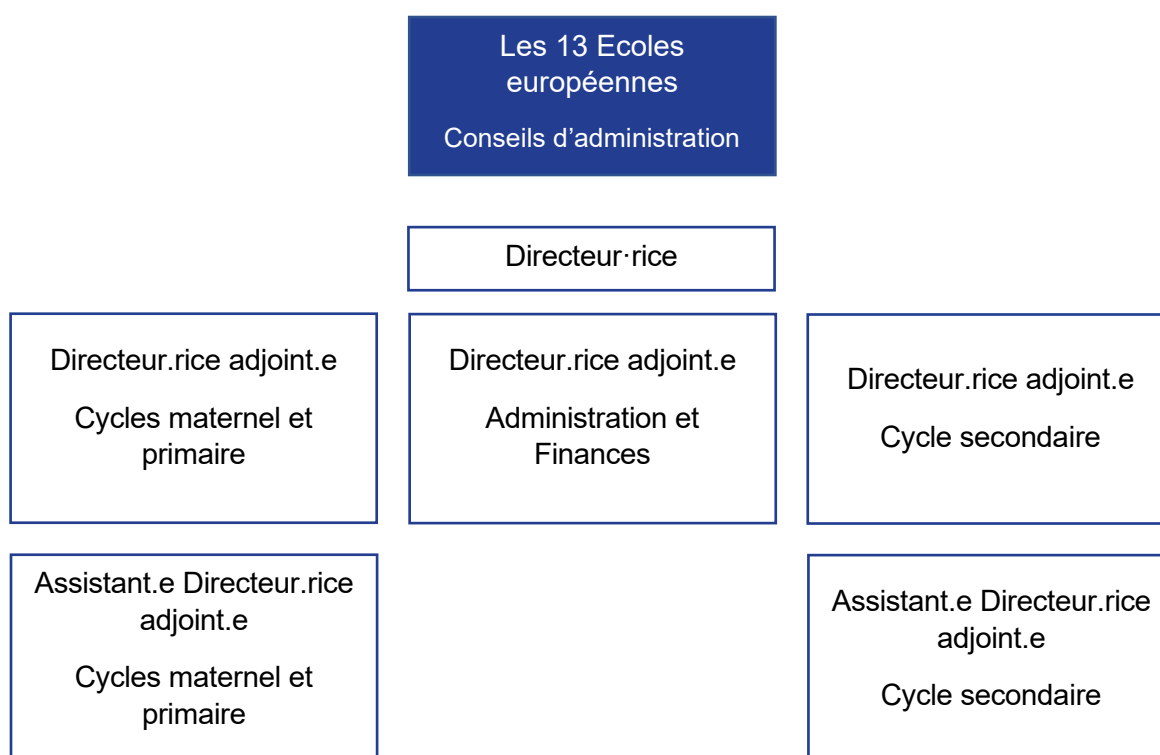 Les 13 Ecoles
européennes
Conseils d’administration
Directeur·rice
Directeur.rice adjoint.e
Cycles maternel et
primaire
Directeur.rice adjoint.e
Administration et
Finances
Directeur.rice adjoint.e
Cycle secondaire
Assistant.e Directeur.rice
adjoint.e
Cycles maternel et
primaire
Assistant.e Directeur.rice
adjoint.e
Cycle secondaire